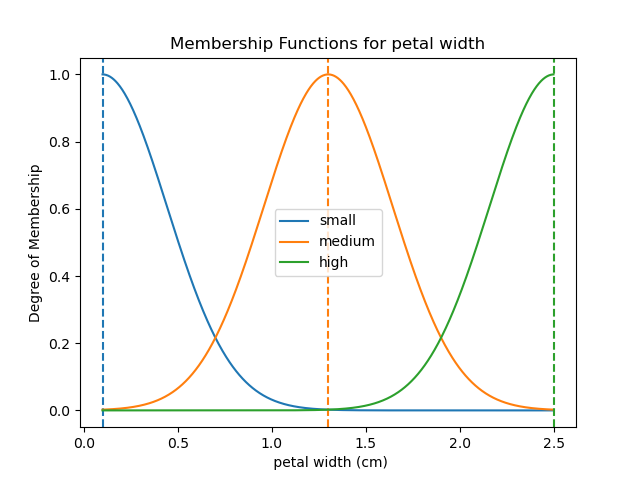 Membership Functions for petal width
Degree of Membership
1.0
0.8
0.6
0.4
0.2
0.0
small
medium
high
0.0 0.5 1.0 1.5 2.0 2.5
petal width (cm)